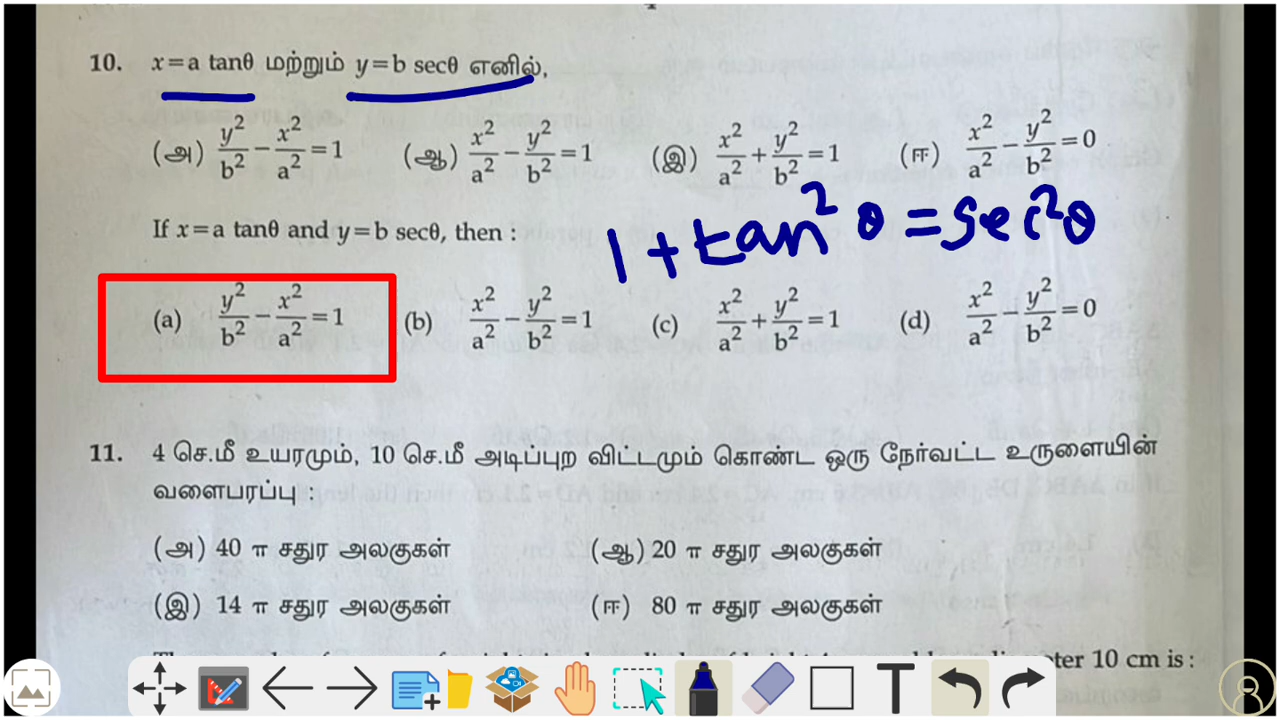 10. x = a tanθ மற்றும் y = b secθ எனில்,
(அ) y²/b² − x²/a² = 1 (ஆ) x²/a² − y²/b² = 1 (இ) x²/a² + y²/b² = 1 (ஈ) x²/a² − y²/b² = 0
If x = a tanθ and y = b secθ, then :
1 + tan²θ = sec²θ
(a) y²/b² − x²/a² = 1 (b) x²/a² − y²/b² = 1 (c) x²/a² + y²/b² = 1 (d) x²/a² − y²/b² = 0
11. 4 செ.மீ உயரமும், 10 செ.மீ அடிப்புற விட்டமும் கொண்ட ஒரு நேர்வட்ட உருளையின்
வளைபரப்பு :
(அ) 40 π சதுர அலகுகள் (ஆ) 20 π சதுர அலகுகள்
(இ) 14 π சதுர அலகுகள் (ஈ) 80 π சதுர அலகுகள்
10 cm is :